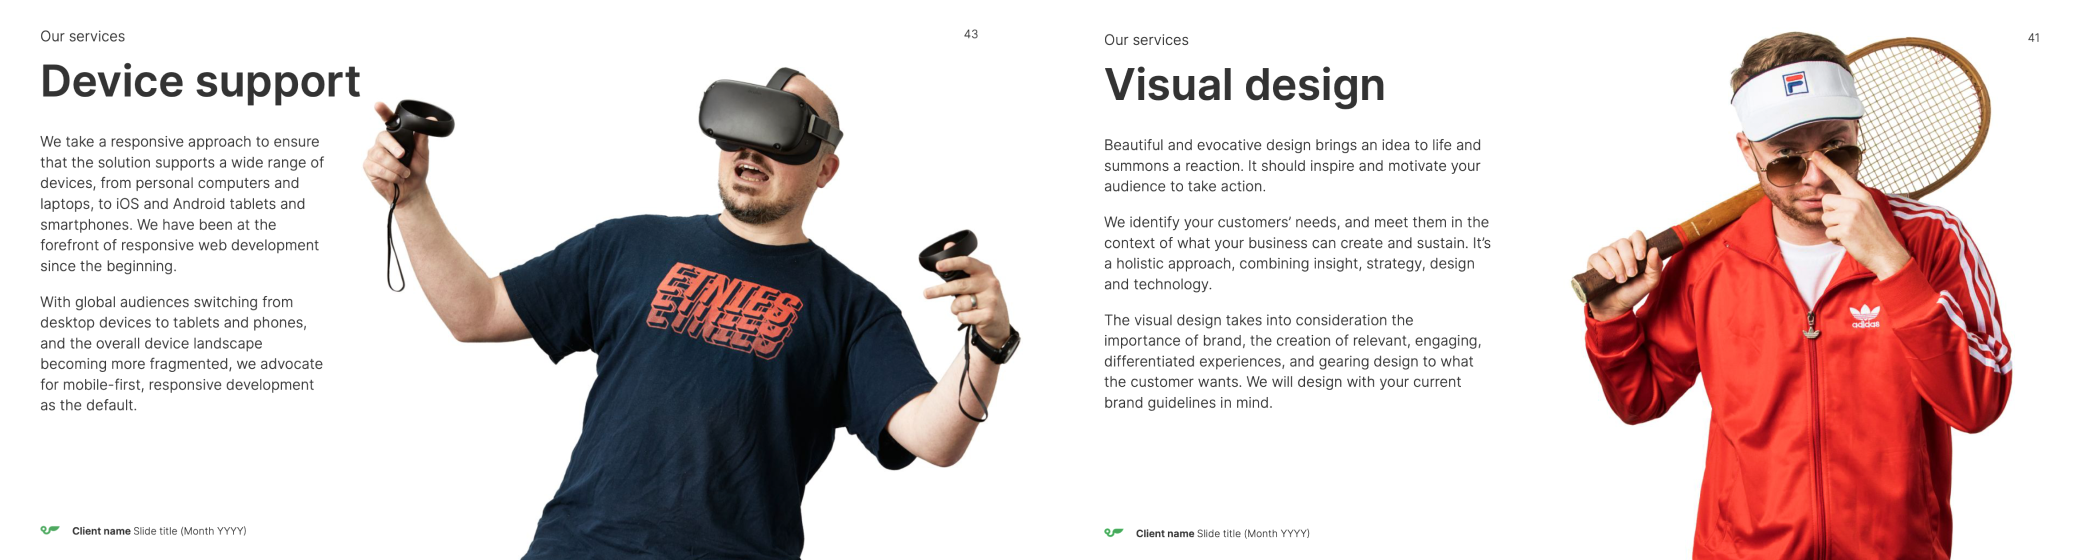 Our services
43
Device support
We take a responsive approach to ensure
that the solution supports a wide range of
devices, from personal computers and
laptops, to iOS and Android tablets and
smartphones. We have been at the
forefront of responsive web development
since the beginning.
With global audiences switching from
desktop devices to tablets and phones,
and the overall device landscape
becoming more fragmented, we advocate
for mobile-first, responsive development
as the default.
ETNIES
Client name Slide title (Month YYYY)
Our services
41
Visual design
Beautiful and evocative design brings an idea to life and
summons a reaction. It should inspire and motivate your
audience to take action.
We identify your customers’ needs, and meet them in the
context of what your business can create and sustain. It’s
a holistic approach, combining insight, strategy, design
and technology.
The visual design takes into consideration the
importance of brand, the creation of relevant, engaging,
differentiated experiences, and gearing design to what
the customer wants. We will design with your current
brand guidelines in mind.
F
adidas
Client name Slide title (Month YYYY)